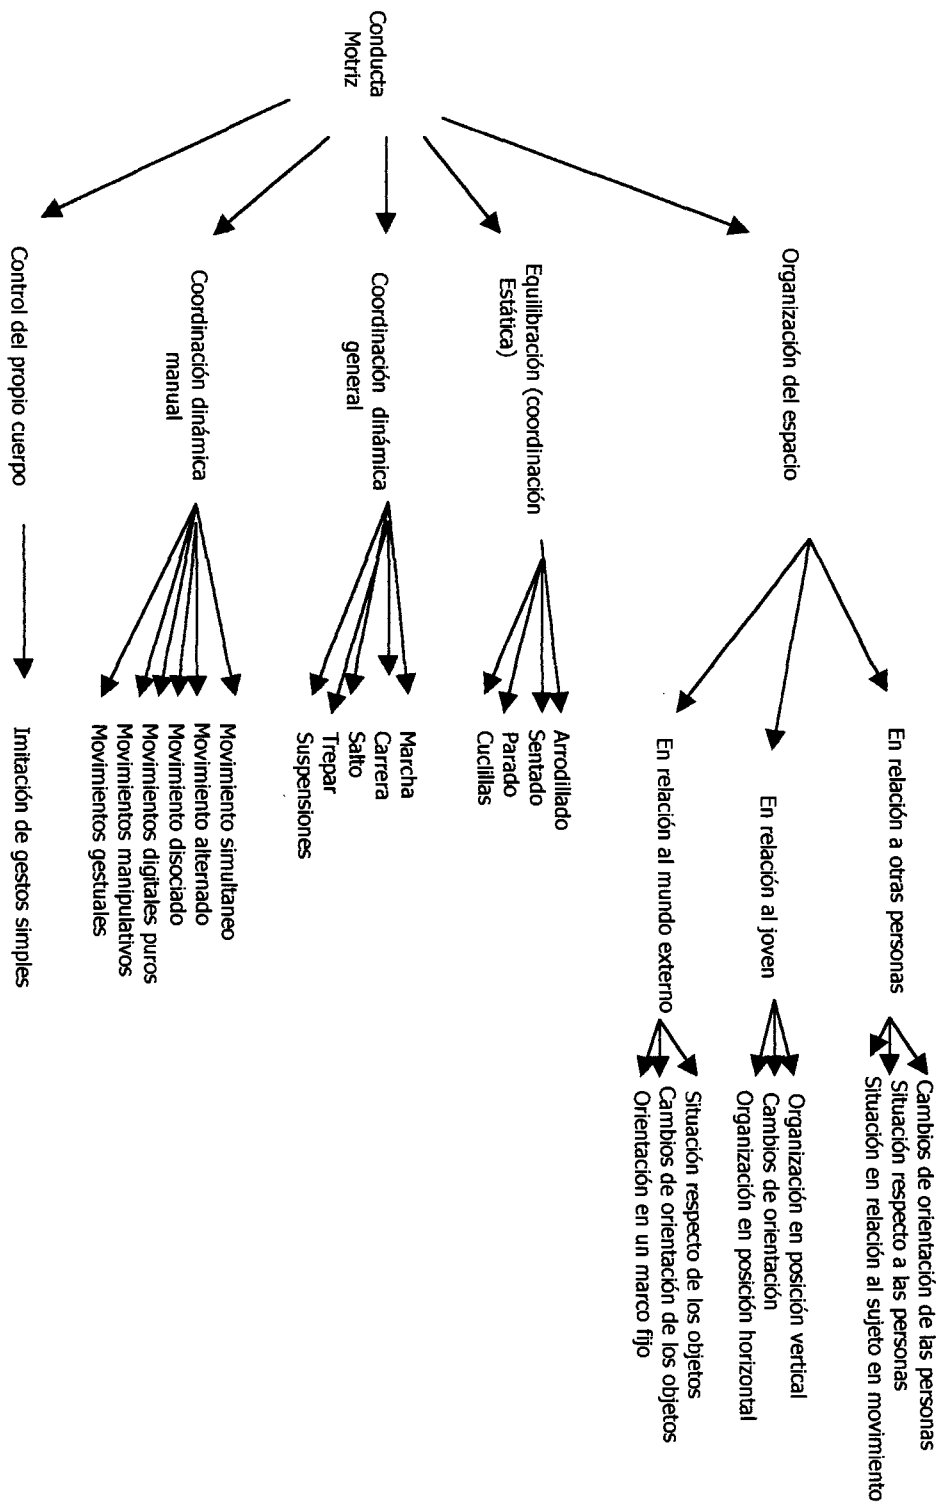 Conducta
Motriz
Organización del espacio
En relación a otras personas
Cambios de orientación de las personas
Situación respecto a las personas
Situación en relación al sujeto en movimiento
En relación al joven
Organización en posición vertical
Cambios de orientación
Organización en posición horizontal
En relación al mundo externo
Situación respecto de los objetos
Cambios de orientación de los objetos
Orientación en un marco fijo
Equilibración (coordinación
Estática)
Arrodillado
Sentado
Parado
Cuclillas
Coordinación dinámica
general
Marcha
Carrera
Salto
Trepar
Suspensiones
Coordinación dinámica
manual
Movimiento simultaneo
Movimiento alternado
Movimiento disociado
Movimientos digitales puros
Movimientos manipulativos
Movimientos gestuales
Control del propio cuerpo
Imitación de gestos simples